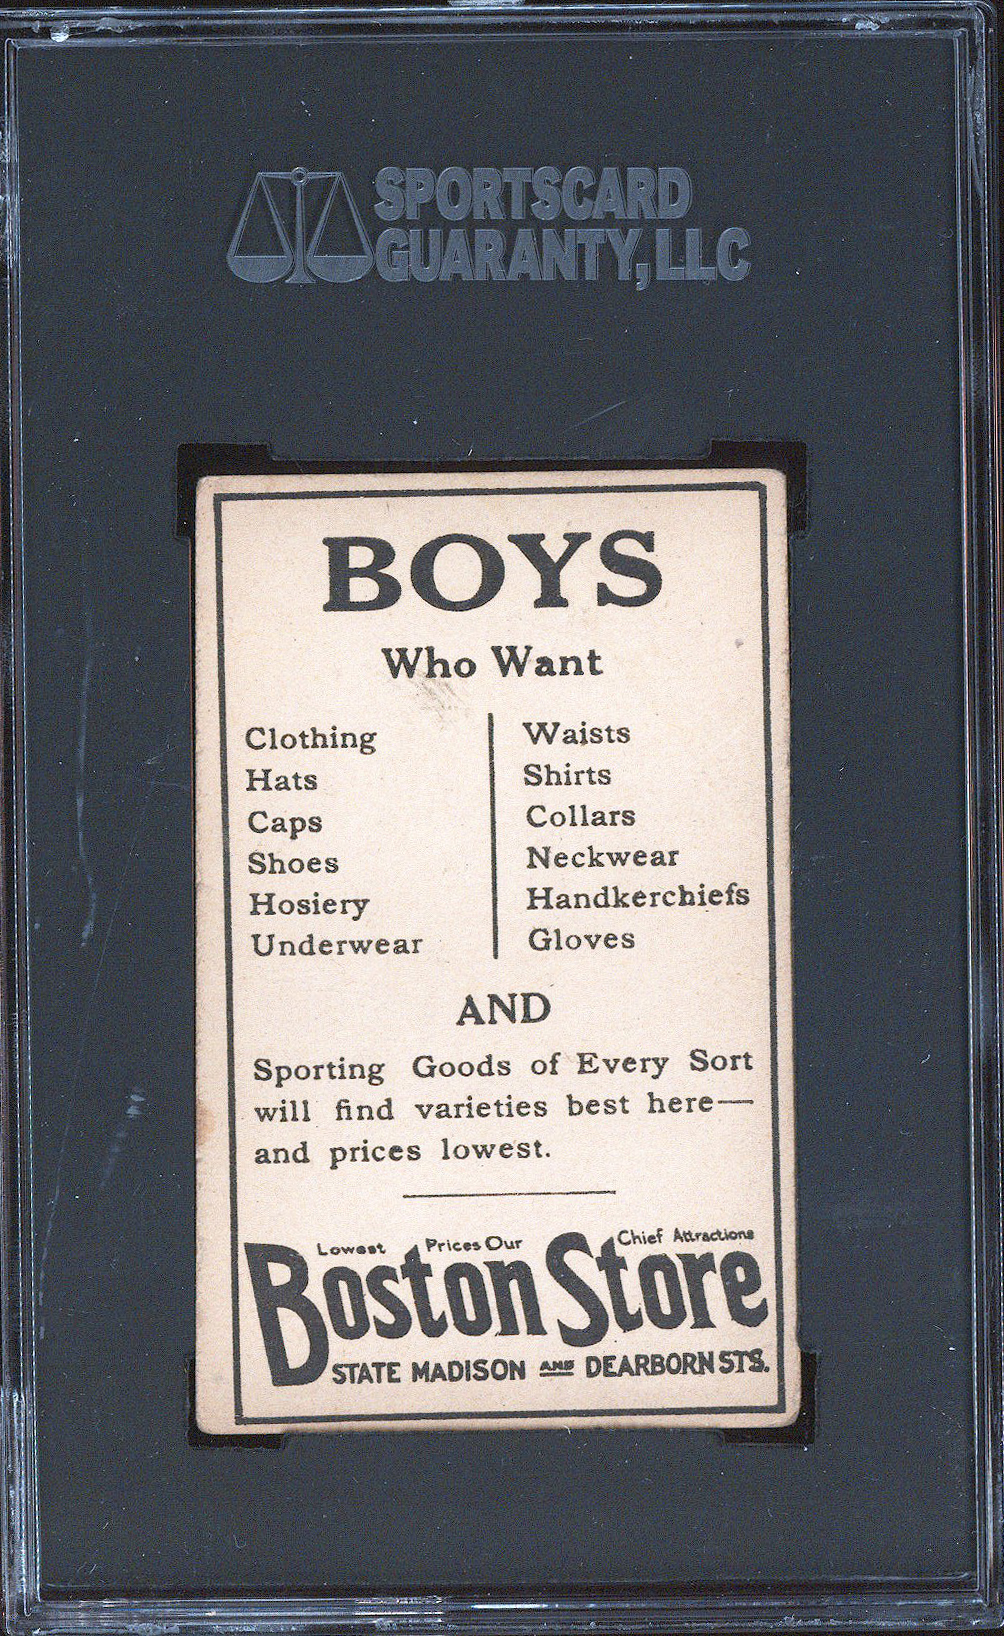 SPORTSCARD
GUARANTY, LLC
BOYS
Who Want
Clothing
Hats
Caps
Shoes
Hosiery
Underwear
Waists
Shirts
Collars
Neckwear
Handkerchiefs
Gloves
AND
Sporting Goods of Every Sort
will find varieties best here—
and prices lowest.
Lowest Prices Our Chief Attractions
Boston Store
STATE MADISON AND DEARBORN STS.